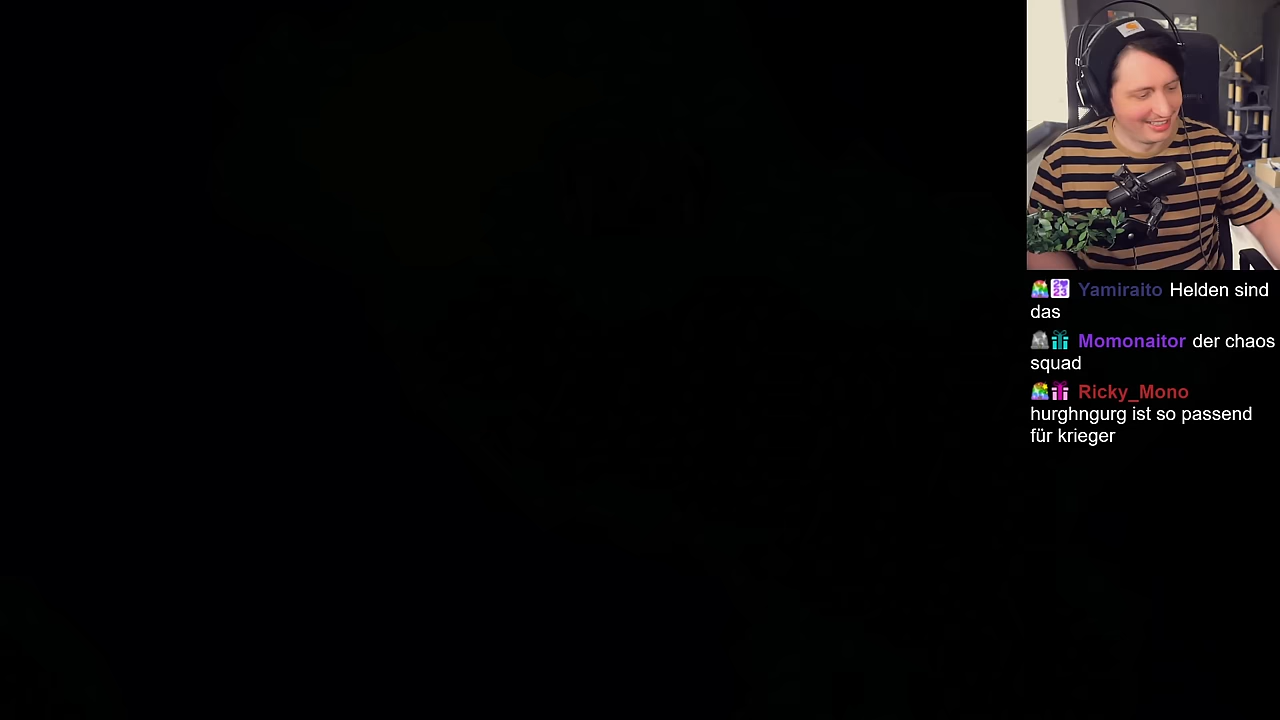 Yamiraito Helden sind
das
Momonaitor der chaos
squad
Ricky_Mono
hurghngurg ist so passend
für krieger